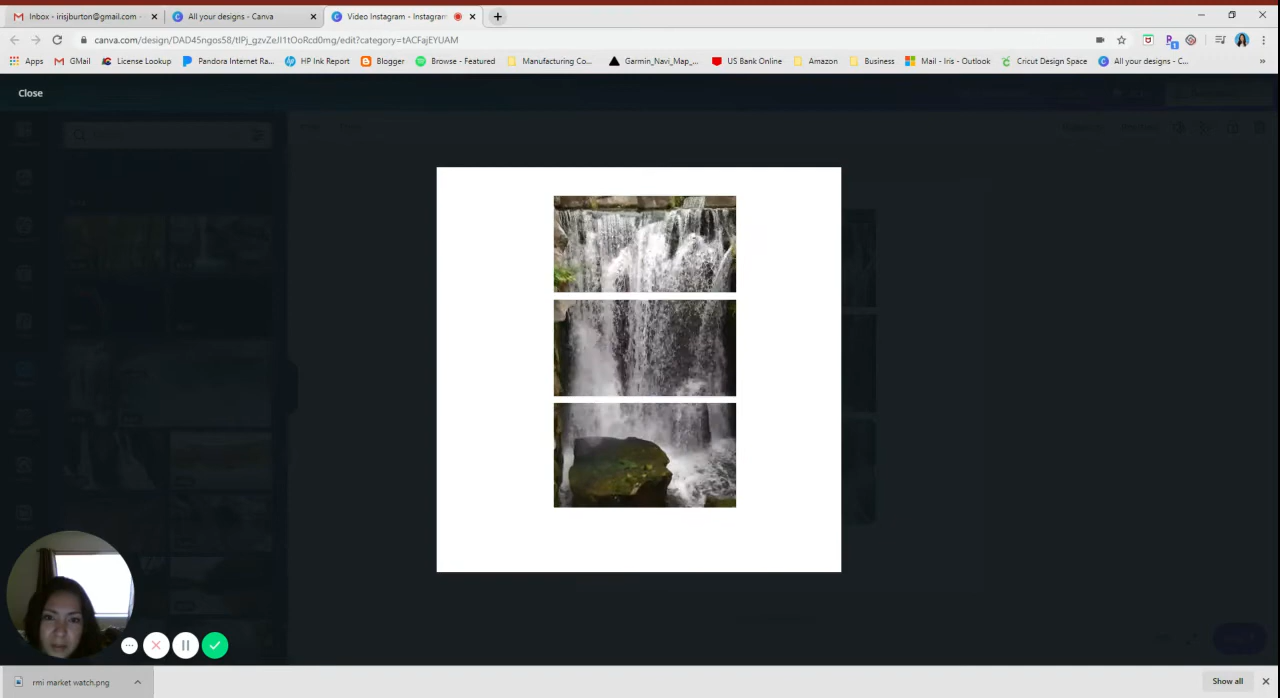 Inbox - irisjburton@gmail.com -
All your designs - Canva
Video Instagram - Instagram
canva.com/design/DAD45ngos58/tlPj_gzvZeJl1tOoRcd0mg/edit?category=tACFajEYUAM
Apps GMail License Lookup Pandora Internet Ra... HP Ink Report Blogger Browse - Featured Manufacturing Co... Garmin_Navi_Map_... US Bank Online Amazon Business Mail - Iris - Outlook Cricut Design Space All your designs - C... »
Close
rmi market watch.png
Show all